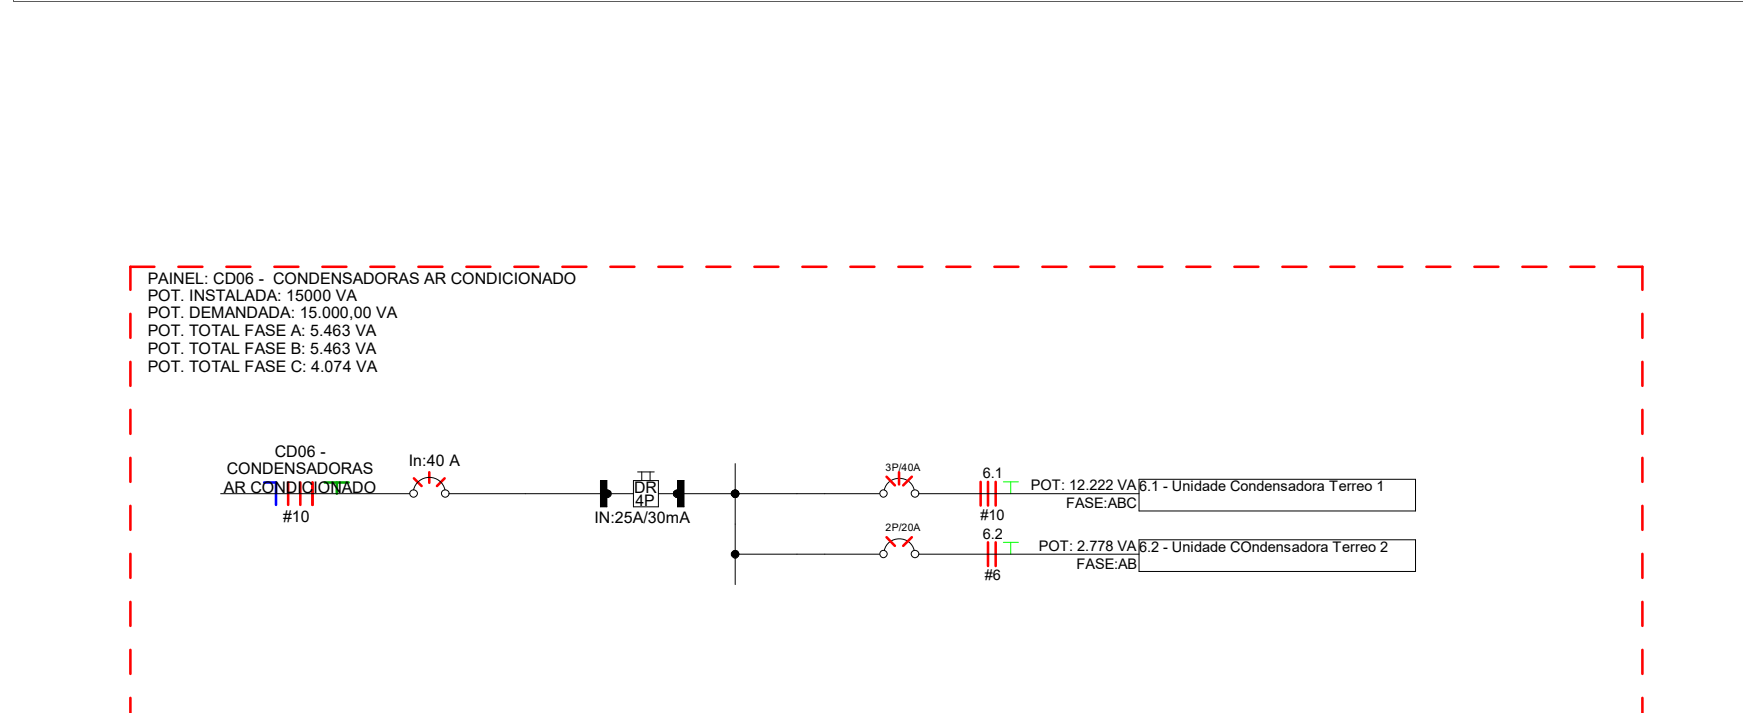 PAINEL: CD06 - CONDENSADORAS AR CONDICIONADO
POT. INSTALADA: 15000 VA
POT. DEMANDADA: 15.000,00 VA
POT. TOTAL FASE A: 5.463 VA
POT. TOTAL FASE B: 5.463 VA
POT. TOTAL FASE C: 4.074 VA
CD06 -
CONDENSADORAS
AR CONDICIONADO
#10
In:40 A
DR
4P
IN:25A/30mA
3P/40A
6.1
#10
POT: 12.222 VA
FASE:ABC
6.1 - Unidade Condensadora Terreo 1
2P/20A
6.2
#6
POT: 2.778 VA
FASE:AB
6.2 - Unidade COndensadora Terreo 2